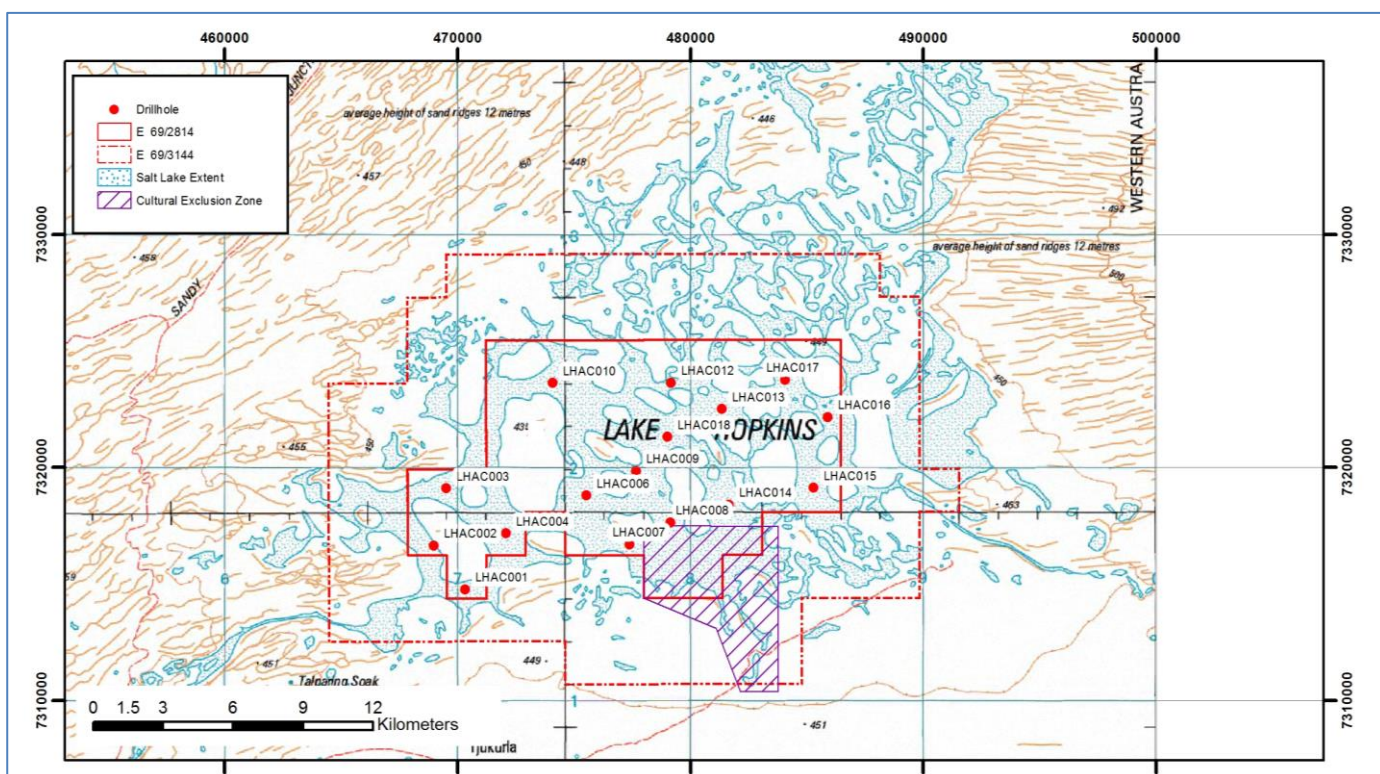 460000 470000 480000 490000 500000
Drillhole
E 69/2814
E 69/3144
Salt Lake Extent
Cultural Exclusion Zone
average height of sand ridges 12 metres
446
448
457
WESTERN AUSTRA
492
7330000
7330000
458
SANDY
average height of sand ridges 12 metres
449
LHAC010
LHAC012
LHAC017
LHAC013
LHAC016
LAKE
LHAC018
455
450
LHAC009
7320000
7320000
LHAC003
LHAC006
LHAC015
LHAC014
453
LHAC004
LHAC008
LHAC002
LHAC007
LHAC001
6
7
451
449
Talparing Soak
7310000
7310000
0 1.5 3 6 9 12
Kilometers
1
451